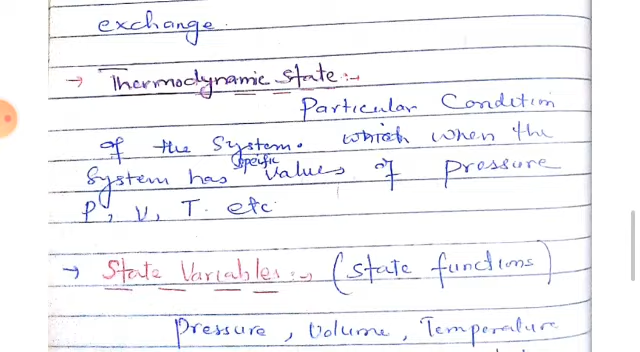 exchange.
→ Thermodynamic state:-
Particular Condition
of the System. which when the
System has specific values of pressure
P, V, T. etc.
→ State Variables:→ (state functions)
Pressure, Volume, Temperature